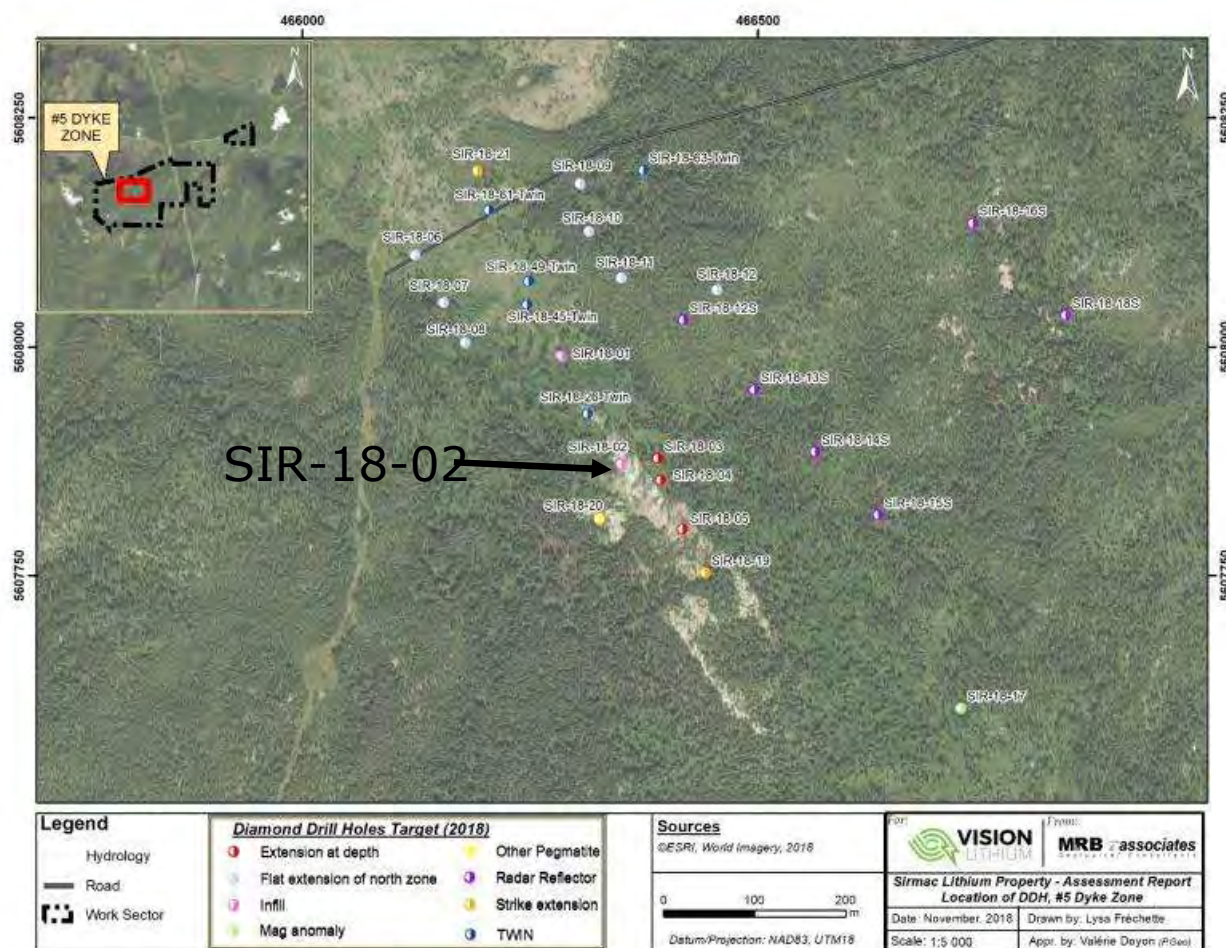 466000
466500
N
N
5608250
5608250
#5 DYKE
ZONE
SIR-18-21
SIR-18-09
SIR-18-63-Twin
SIR-18-61-Twin
SIR-18-10
SIR-18-16S
SIR-18-06
SIR-18-49-Twin
SIR-18-11
SIR-18-12
SIR-18-07
SIR-18-45-Twin
SIR-18-12S
SIR-18-18S
SIR-18-08
5608000
5608000
SIR-18-01
SIR-18-13S
SIR-18-28-Twin
SIR-18-02
SIR-18-02
SIR-18-03
SIR-18-14S
SIR-18-04
SIR-18-20
SIR-18-05
SIR-18-15S
SIR-18-19
5607750
5607750
SIR-18-17
Legend
Hydrology
Road
Work Sector
Diamond Drill Holes Target (2018)
Extension at depth
Flat extension of north zone
Infill
Mag anomaly
Other Pegmatite
Radar Reflector
Strike extension
TWIN
Sources
©ESRI, World Imagery, 2018
0 100 200
m
Datum/Projection: NAD83, UTM18
For:
VISION
LITHIUM
From:
MRB associates
Geological Consultants
Sirmac Lithium Property - Assessment Report
Location of DDH, #5 Dyke Zone
Date: November, 2018
Drawn by: Lysa Fréchette
Scale: 1:5 000
Appr. by: Valérie Doyon (PGeo)